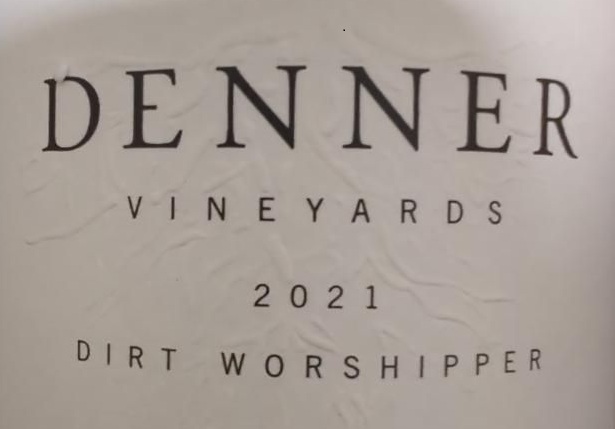 DENNER
VINEYARDS
2021
DIRT WORSHIPPER